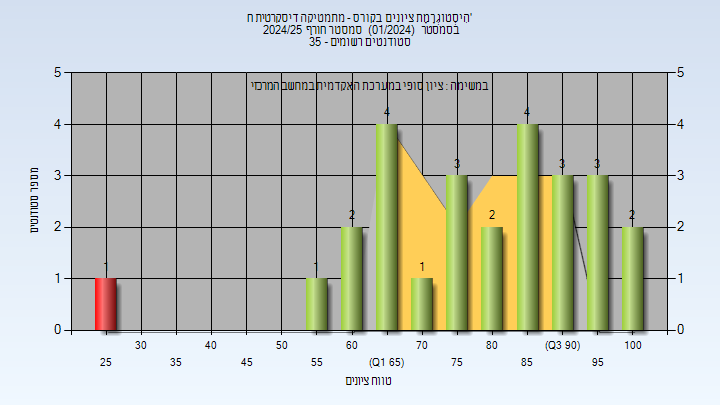 היסטוגרמת ציונים בקורס - מתמטיקה דיסקרטית ח'
בסמסטר (01/2024) סמסטר חורף 2024/25
סטודנטים רשומים - 35
במשימה : ציון סופי במערכת האקדמית במחשב המרכזי
מספר סטודנטים
5 5
4 4
3 3
2 2
1 1
0 0
1 1 2 4 1 3 2 4 3 3 2
30 40 50 60 70 80 (Q3 90) 100
25 35 45 55 (Q1 65) 75 85 95
טווח ציונים